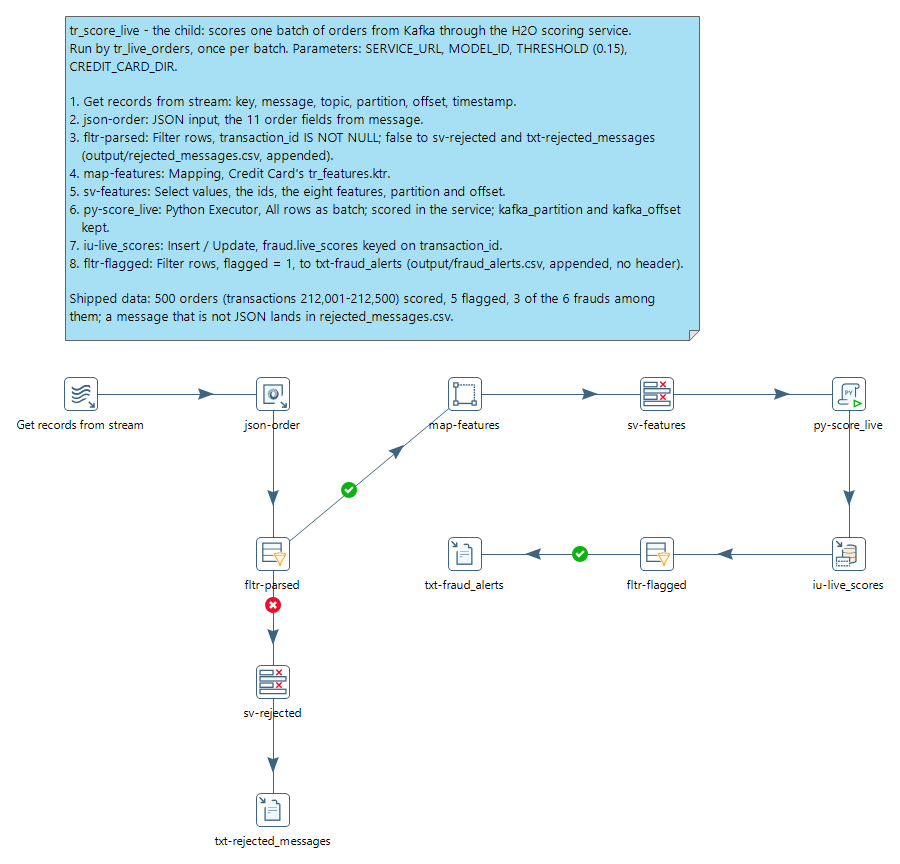 tr_score_live - the child: scores one batch of orders from Kafka through the H2O scoring service.
Run by tr_live_orders, once per batch. Parameters: SERVICE_URL, MODEL_ID, THRESHOLD (0.15),
CREDIT_CARD_DIR.
1. Get records from stream: key, message, topic, partition, offset, timestamp.
2. json-order: JSON input, the 11 order fields from message.
3. fltr-parsed: Filter rows, transaction_id IS NOT NULL; false to sv-rejected and txt-rejected_messages
(output/rejected_messages.csv, appended).
4. map-features: Mapping, Credit Card's tr_features.ktr.
5. sv-features: Select values, the ids, the eight features, partition and offset.
6. py-score_live: Python Executor, All rows as batch; scored in the service; kafka_partition and kafka_offset
kept.
7. iu-live_scores: Insert / Update, fraud.live_scores keyed on transaction_id.
8. fltr-flagged: Filter rows, flagged = 1, to txt-fraud_alerts (output/fraud_alerts.csv, appended, no header).
Shipped data: 500 orders (transactions 212,001-212,500) scored, 5 flagged, 3 of the 6 frauds among
them; a message that is not JSON lands in rejected_messages.csv.
Get records from stream
json-order
map-features
sv-features
PY
py-score_live
fltr-parsed
txt-fraud_alerts
fltr-flagged
iu-live_scores
sv-rejected
txt-rejected_messages